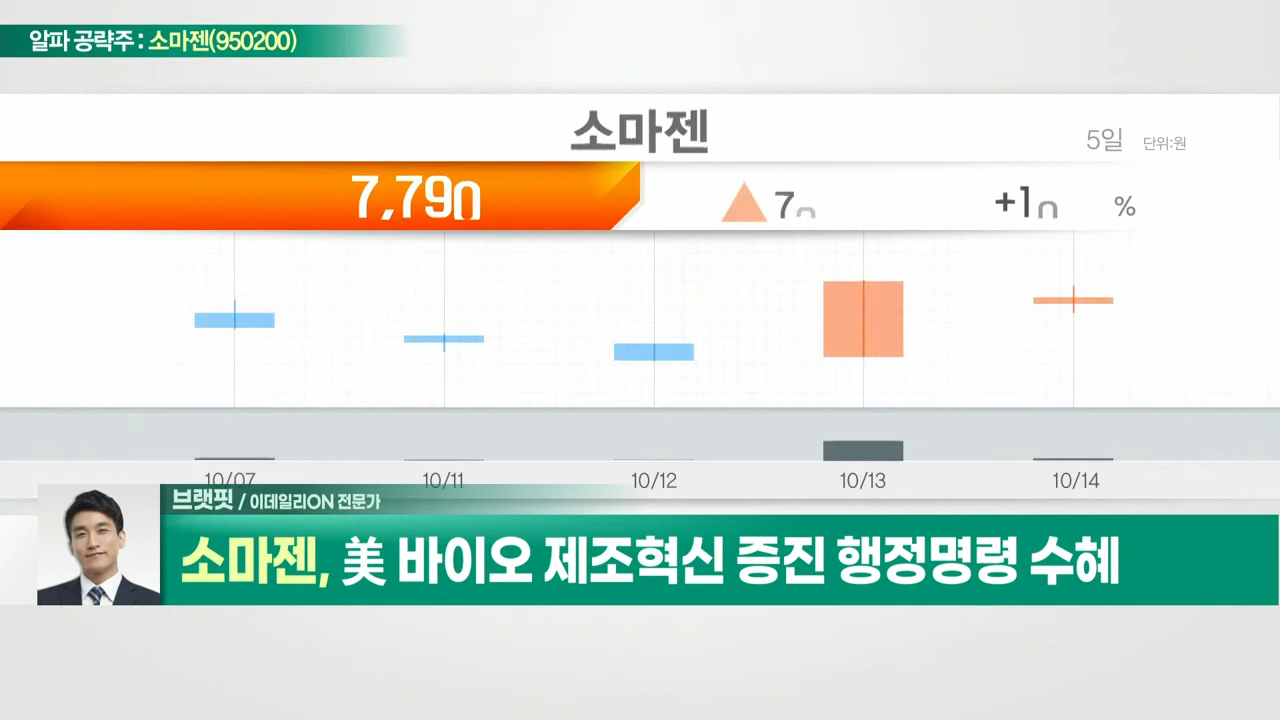 알파 공략주 : 소마젠(950200)
소마젠
5일 단위:원
7,79
▲ 7
+1 %
10/07 10/11 10/12 10/13 10/14
브랫핏 / 이데일리ON 전문가
소마젠, 美 바이오 제조혁신 증진 행정명령 수혜